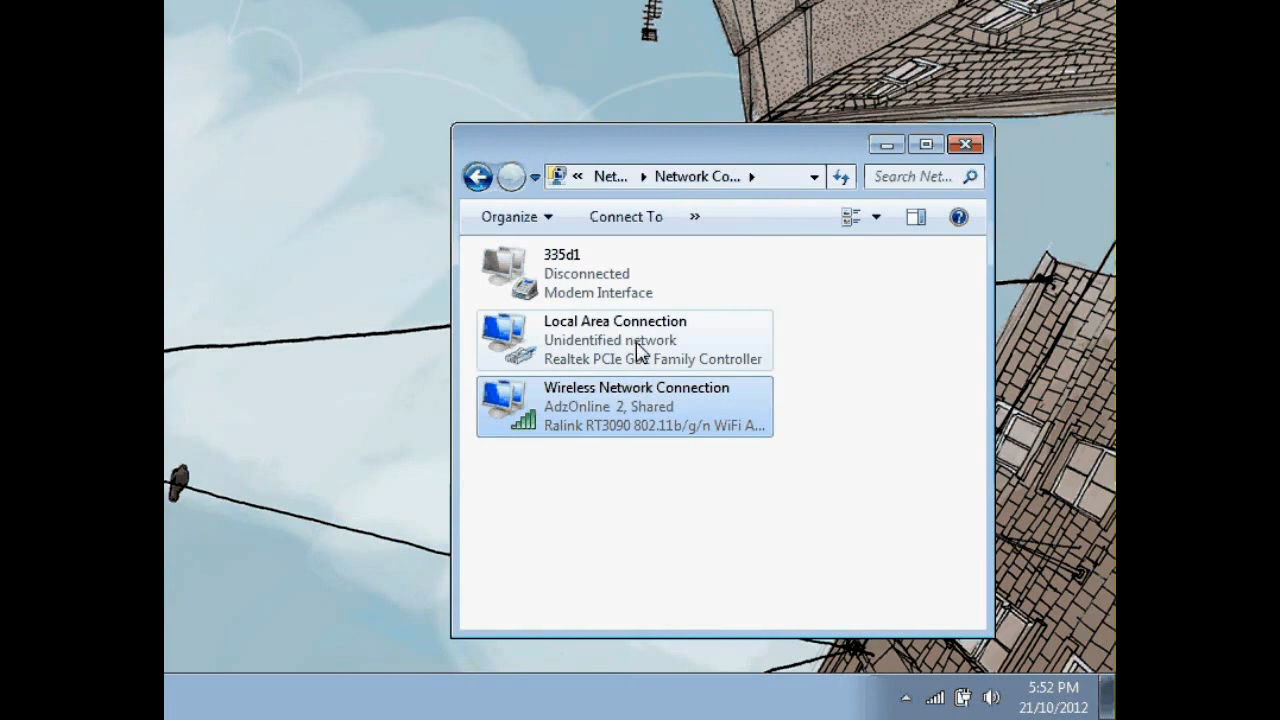 « Net... Network Co...
Search Net...
Organize
Connect To
»
335d1
Disconnected
Modem Interface
Local Area Connection
Unidentified network
Realtek PCIe GBE Family Controller
Wireless Network Connection
AdzOnline 2, Shared
Ralink RT3090 802.11b/g/n WiFi A...
5:52 PM
21/10/2012